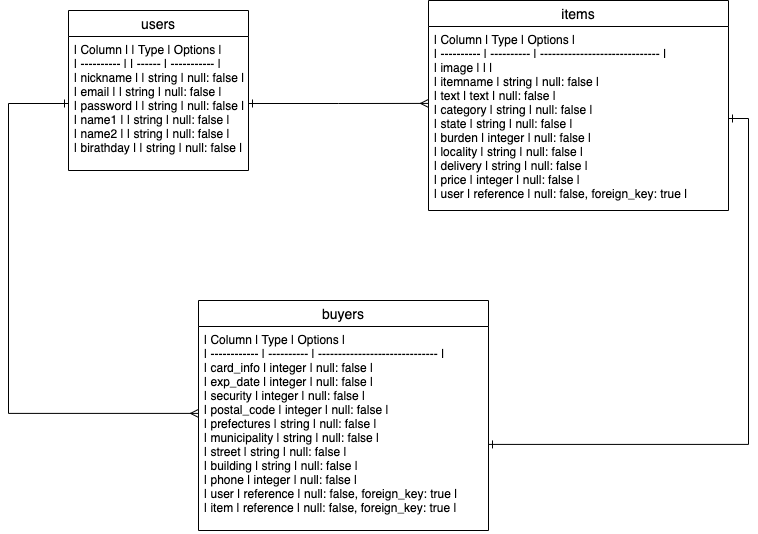 users
| Column | | Type | Options |
| ---------- | | ------ | ----------- |
| nickname | | string | null: false |
| email | | string | null: false |
| password | | string | null: false |
| name1 | | string | null: false |
| name2 | | string | null: false |
| birathday | | string | null: false |
items
| Column | Type | Options |
| ---------- | ---------- | ------------------------------ |
| image | | |
| itemname | string | null: false |
| text | text | null: false |
| category | string | null: false |
| state | string | null: false |
| burden | integer | null: false |
| locality | string | null: false |
| delivery | string | null: false |
| price | integer | null: false |
| user | reference | null: false, foreign_key: true |
buyers
| Column | Type | Options |
| ------------ | ---------- | ------------------------------ |
| card_info | integer | null: false |
| exp_date | integer | null: false |
| security | integer | null: false |
| postal_code | integer | null: false |
| prefectures | string | null: false |
| municipality | string | null: false |
| street | string | null: false |
| building | string | null: false |
| phone | integer | null: false |
| user | reference | null: false, foreign_key: true |
| item | reference | null: false, foreign_key: true |